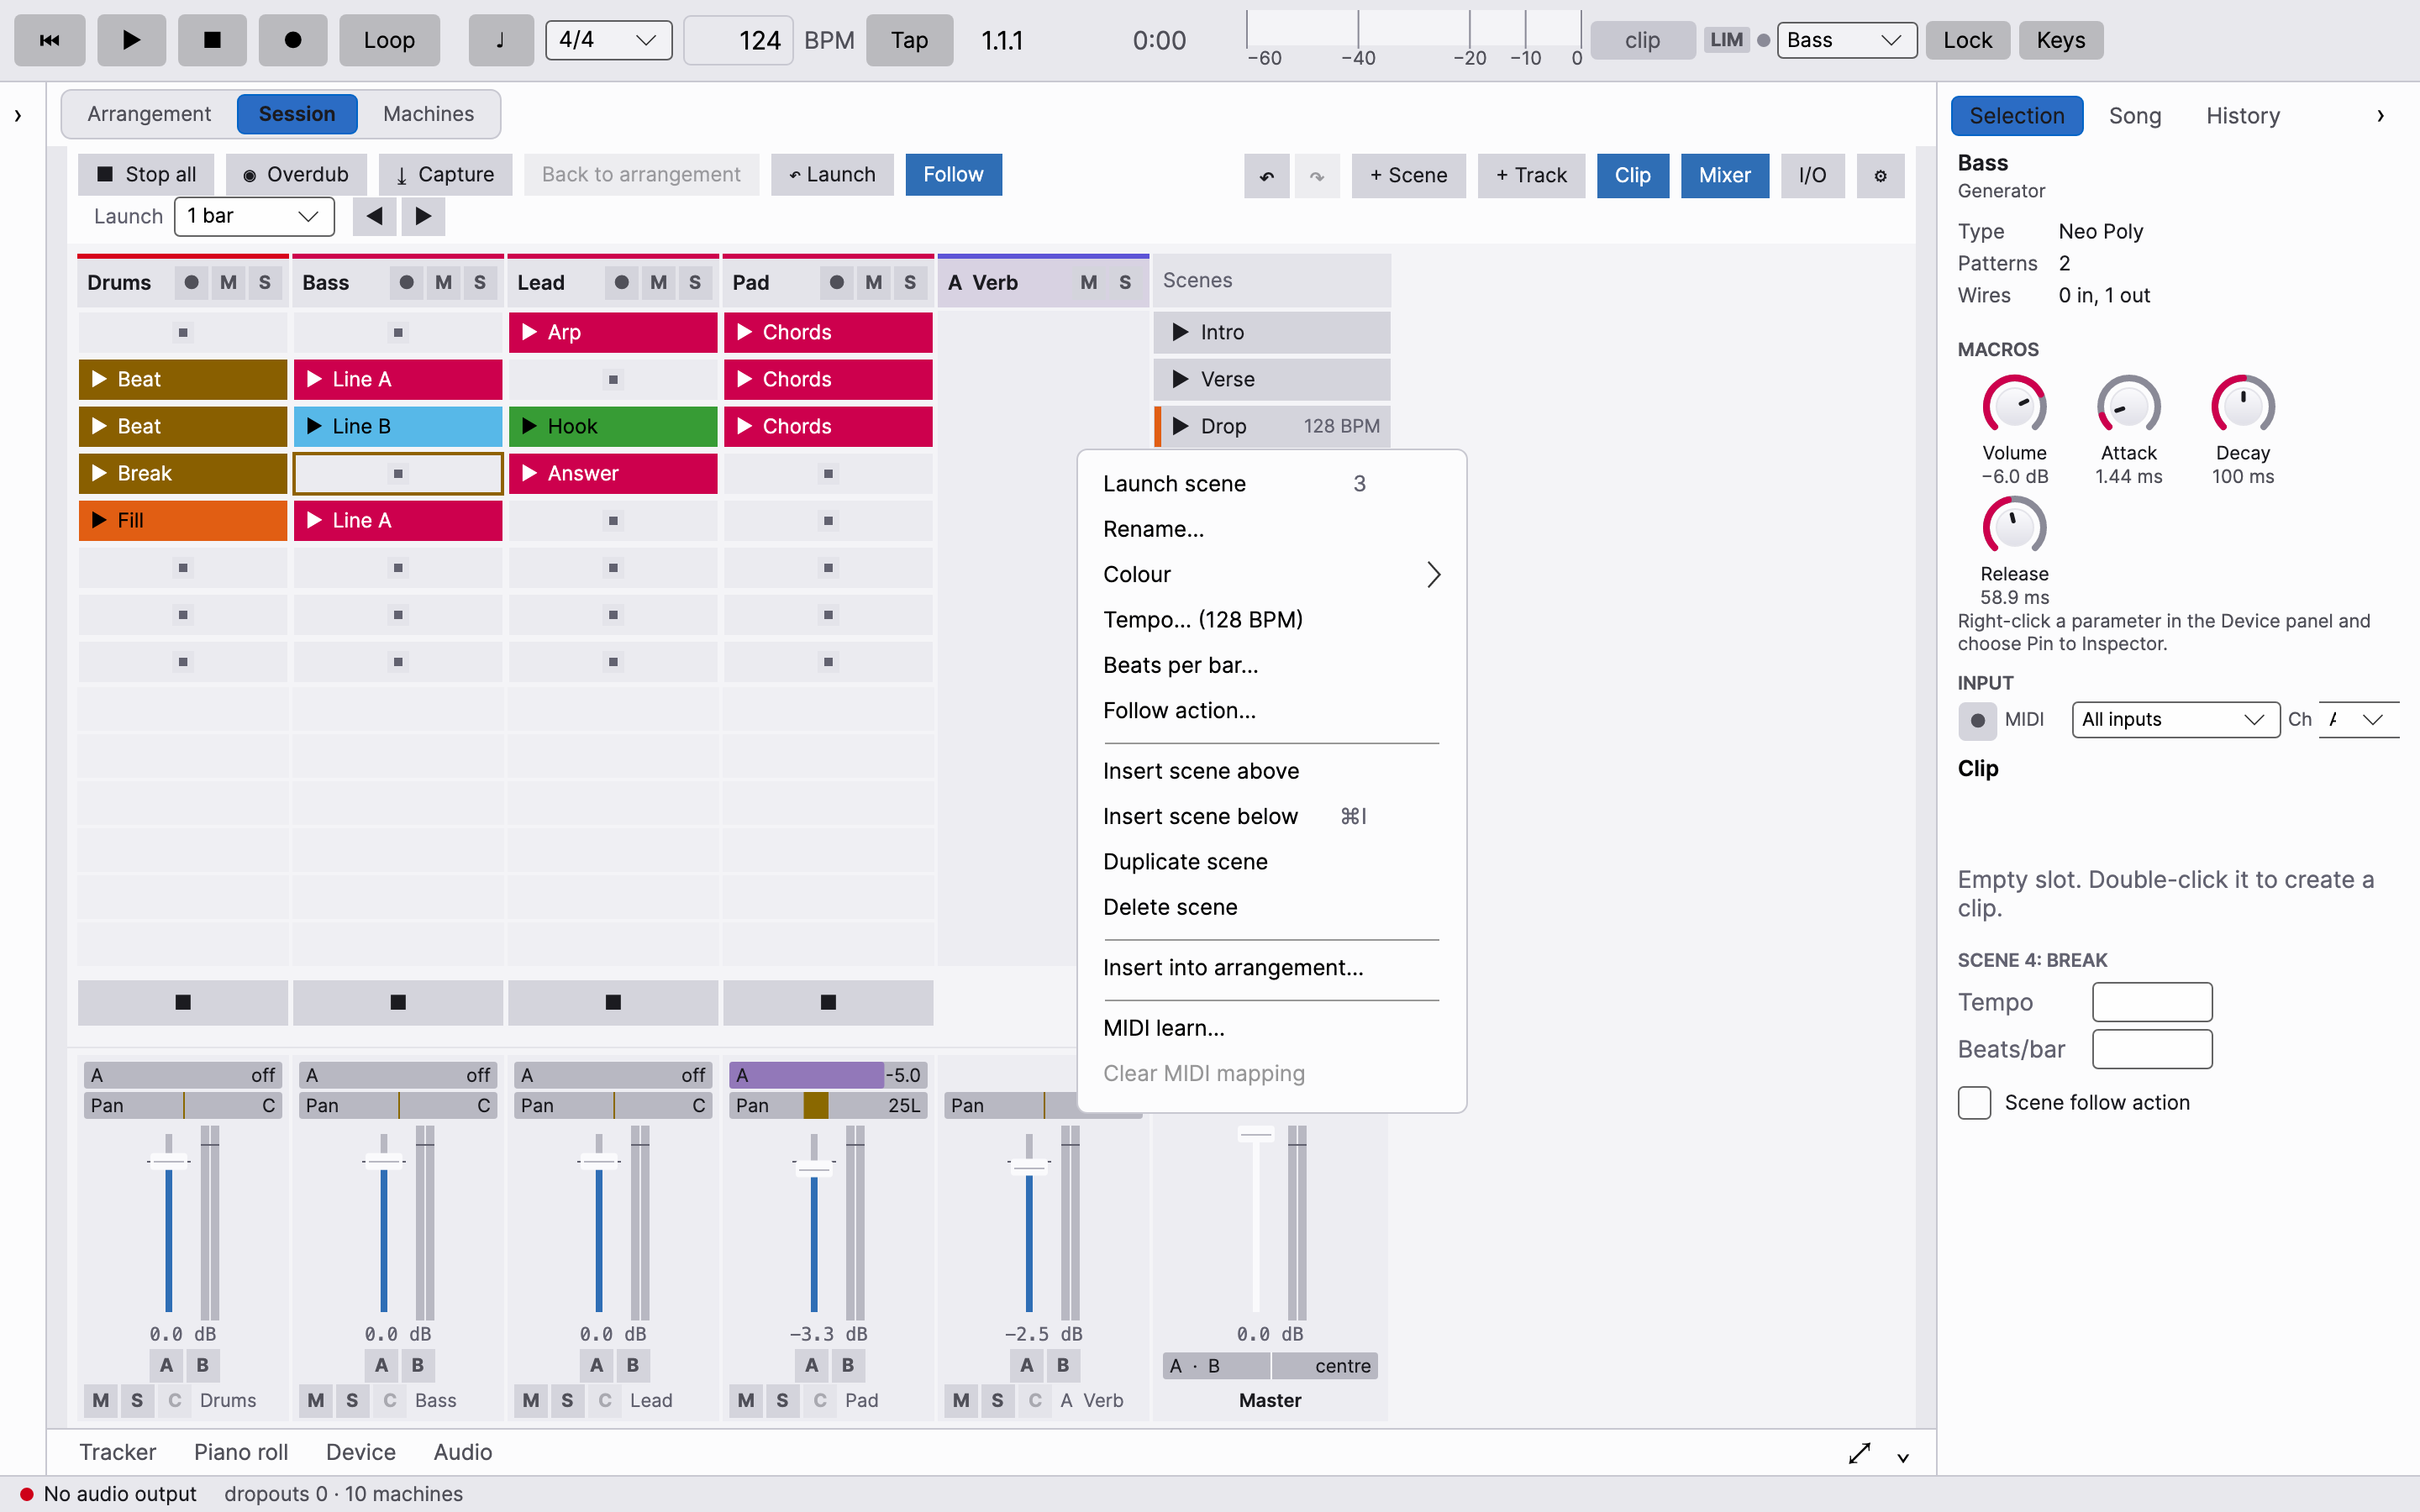 Loop
4/4
124 BPM
Tap
1.1.1
0:00
−60 −40 −20 −10 0
clip
LIM
Bass
Lock
Keys
Arrangement Session Machines
Stop all
Overdub
Capture
Back to arrangement
Launch
Follow
+ Scene
+ Track
Clip
Mixer
I/O
Launch 1 bar
Drums M S
Bass M S
Lead M S
Pad M S
A Verb M S
Scenes
Arp Chords Intro
Beat Line A Chords Verse
Beat Line B Hook Chords Drop 128 BPM
Break Answer
Fill Line A
Launch scene 3
Rename...
Colour
Tempo... (128 BPM)
Beats per bar...
Follow action...
Insert scene above
Insert scene below ⌘I
Duplicate scene
Delete scene
Insert into arrangement...
MIDI learn...
Clear MIDI mapping
A off A off A off A -5.0
Pan C Pan C Pan C Pan 25L Pan
0.0 dB 0.0 dB 0.0 dB −3.3 dB −2.5 dB 0.0 dB
A B A B A B A B A B A · B centre
M S C Drums M S C Bass M S C Lead M S C Pad M S C A Verb Master
Tracker Piano roll Device Audio
No audio output dropouts 0 · 10 machines
Selection Song History
Bass
Generator
Type Neo Poly
Patterns 2
Wires 0 in, 1 out
MACROS
Volume Attack Decay
−6.0 dB 1.44 ms 100 ms
Release
58.9 ms
Right-click a parameter in the Device panel and
choose Pin to Inspector.
INPUT
MIDI All inputs Ch
Clip
Empty slot. Double-click it to create a
clip.
SCENE 4: BREAK
Tempo
Beats/bar
Scene follow action